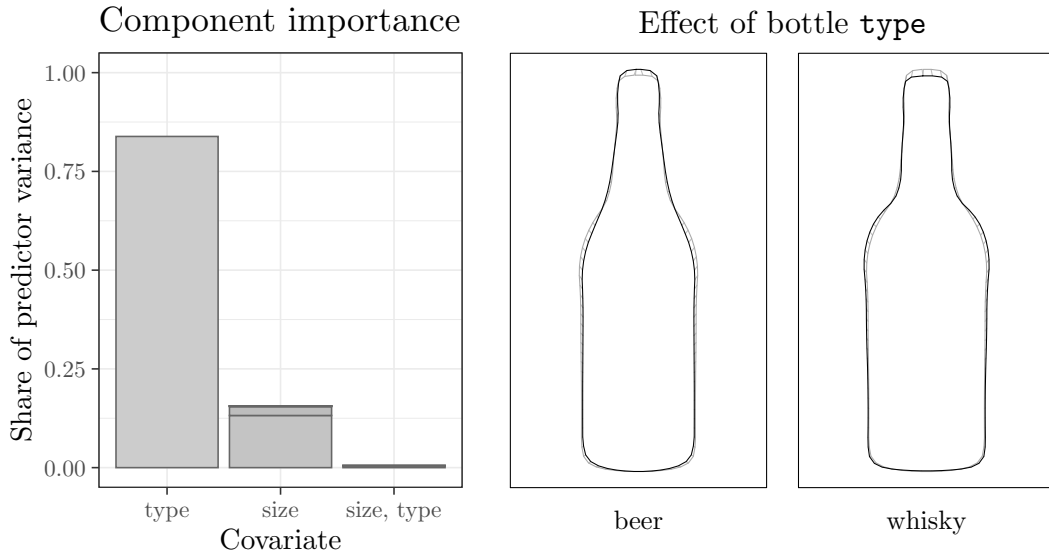 Component importance
Share of predictor variance
1.00
0.75
0.50
0.25
0.00
type
size
size, type
Covariate
Effect of bottle type
beer
whisky